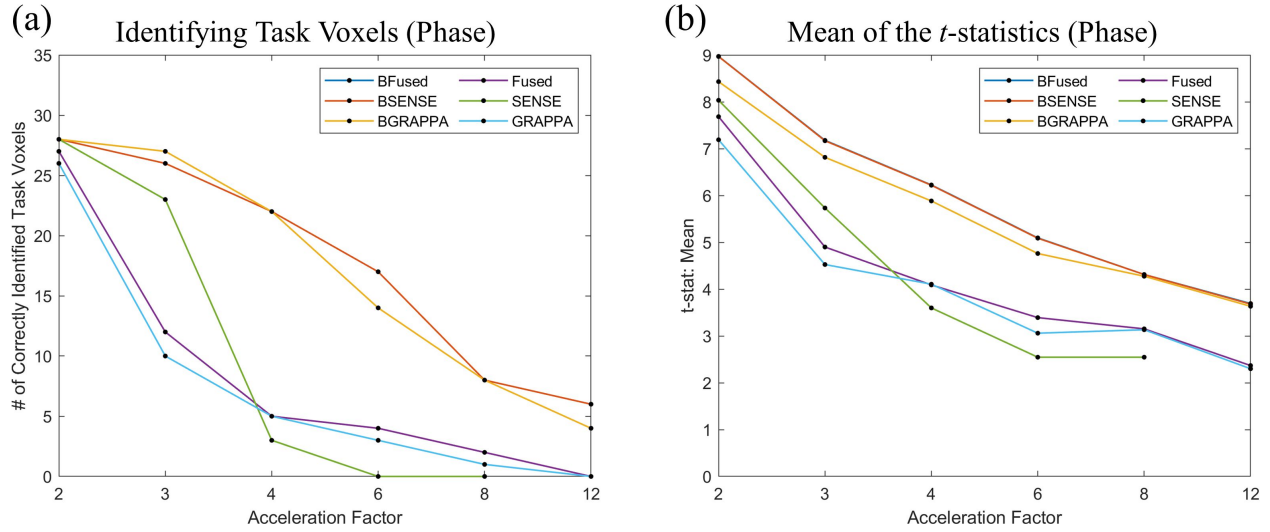 (a)
Identifying Task Voxels (Phase)
35
30
25
20
15
10
5
0
# of Correctly Identified Task Voxels
BFused
BSENSE
BGRAPPA
Fused
SENSE
GRAPPA
2 3 4 6 8 12
Acceleration Factor
(b)
Mean of the t-statistics (Phase)
9
8
7
6
5
4
3
2
1
0
t-stat: Mean
BFused
BSENSE
BGRAPPA
Fused
SENSE
GRAPPA
2 3 4 6 8 12
Acceleration Factor